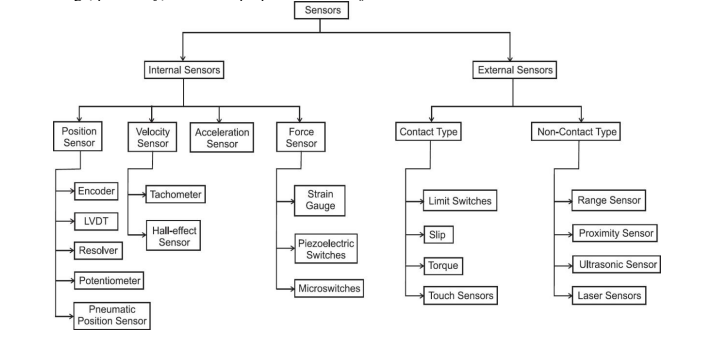 Sensors
Internal Sensors
External Sensors
Position
Sensor
Velocity
Sensor
Acceleration
Sensor
Force
Sensor
Contact Type
Non-Contact Type
Encoder
LVDT
Resolver
Potentiometer
Pneumatic
Position Sensor
Tachometer
Hall-effect
Sensor
Strain
Gauge
Piezoelectric
Switches
Microswitches
Limit Switches
Slip
Torque
Touch Sensors
Range Sensor
Proximity Sensor
Ultrasonic Sensor
Laser Sensors